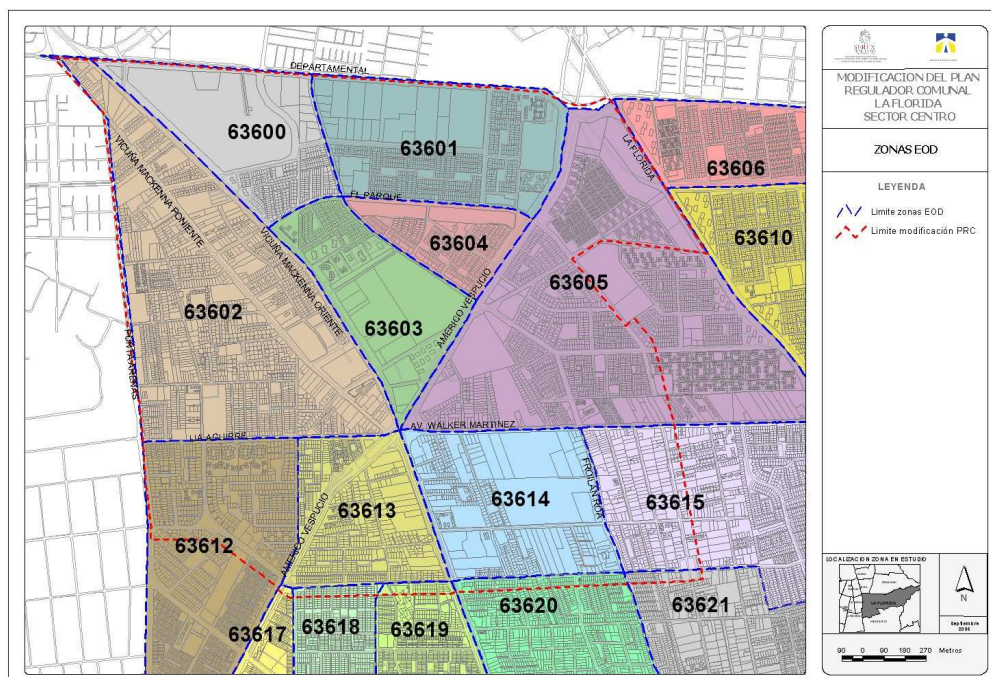 DEPARTAMENTAL
63600
63601
LA FLORIDA
63606
VICUÑA MACKENNA PONIENTE
EL PARQUE
63604
63610
VICUÑA MACKENNA ORIENTE
AMERICO VESPUCIO
63605
63602
63603
PUNTA ARENAS
AV. WALKER MARTINEZ
LIA AGUIRRE
FROILAN ROA
63614
63615
63613
AMERICO VESPUCIO
63612
63620
63621
63617
63618
63619
MODIFICACION DEL PLAN
REGULADOR COMUNAL
LA FLORIDA
SECTOR CENTRO
ZONAS EOD
LEYENDA
Limite zonas EOD
Limite modificación PRC
LOCALIZACION ZONA EN ESTUDIO
LA FLORIDA
N
Septiembre
90 0 90 180 270 Metros